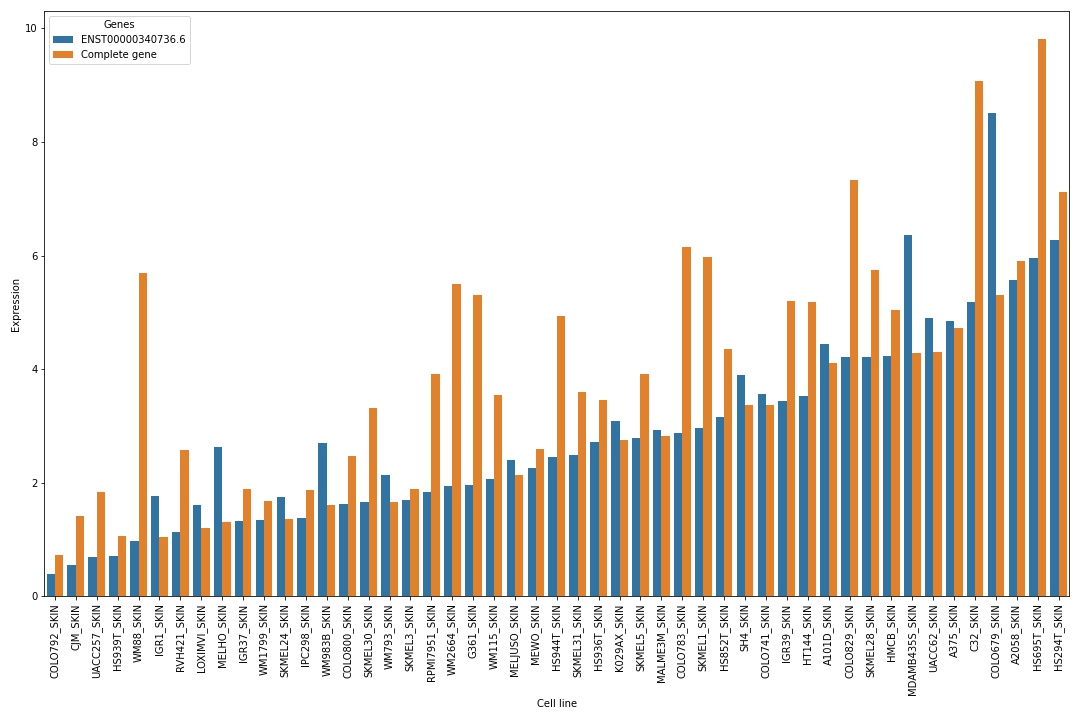 Genes
ENST00000340736.6
Complete gene
Expression
10
8
6
4
2
0
COLO792_SKIN
CJM_SKIN
UACC257_SKIN
HS939T_SKIN
WM88_SKIN
IGR1_SKIN
RVH421_SKIN
LOXIMVI_SKIN
MELHO_SKIN
IGR37_SKIN
WM1799_SKIN
SKMEL24_SKIN
IPC298_SKIN
WM983B_SKIN
COLO800_SKIN
SKMEL30_SKIN
WM793_SKIN
SKMEL3_SKIN
RPMI7951_SKIN
WM2664_SKIN
G361_SKIN
WM115_SKIN
MELJUSO_SKIN
MEWO_SKIN
HS944T_SKIN
SKMEL31_SKIN
HS936T_SKIN
K029AX_SKIN
SKMEL5_SKIN
MALME3M_SKIN
COLO783_SKIN
SKMEL1_SKIN
HS852T_SKIN
SH4_SKIN
COLO741_SKIN
IGR39_SKIN
HT144_SKIN
A101D_SKIN
COLO829_SKIN
SKMEL28_SKIN
HMCB_SKIN
MDAMB435S_SKIN
UACC62_SKIN
A375_SKIN
C32_SKIN
COLO679_SKIN
A2058_SKIN
HS695T_SKIN
HS294T_SKIN
Cell line